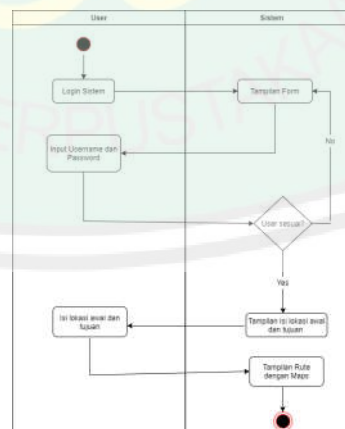 User
Sistem
Login Sistem
Tampilan Form
Input Username dan
Password
No
User sesuai?
Yes
Isi lokasi awal dan
tujuan
Tampilan isi lokasi awal
dan tujuan
Tampilan Rute
dengan Maps